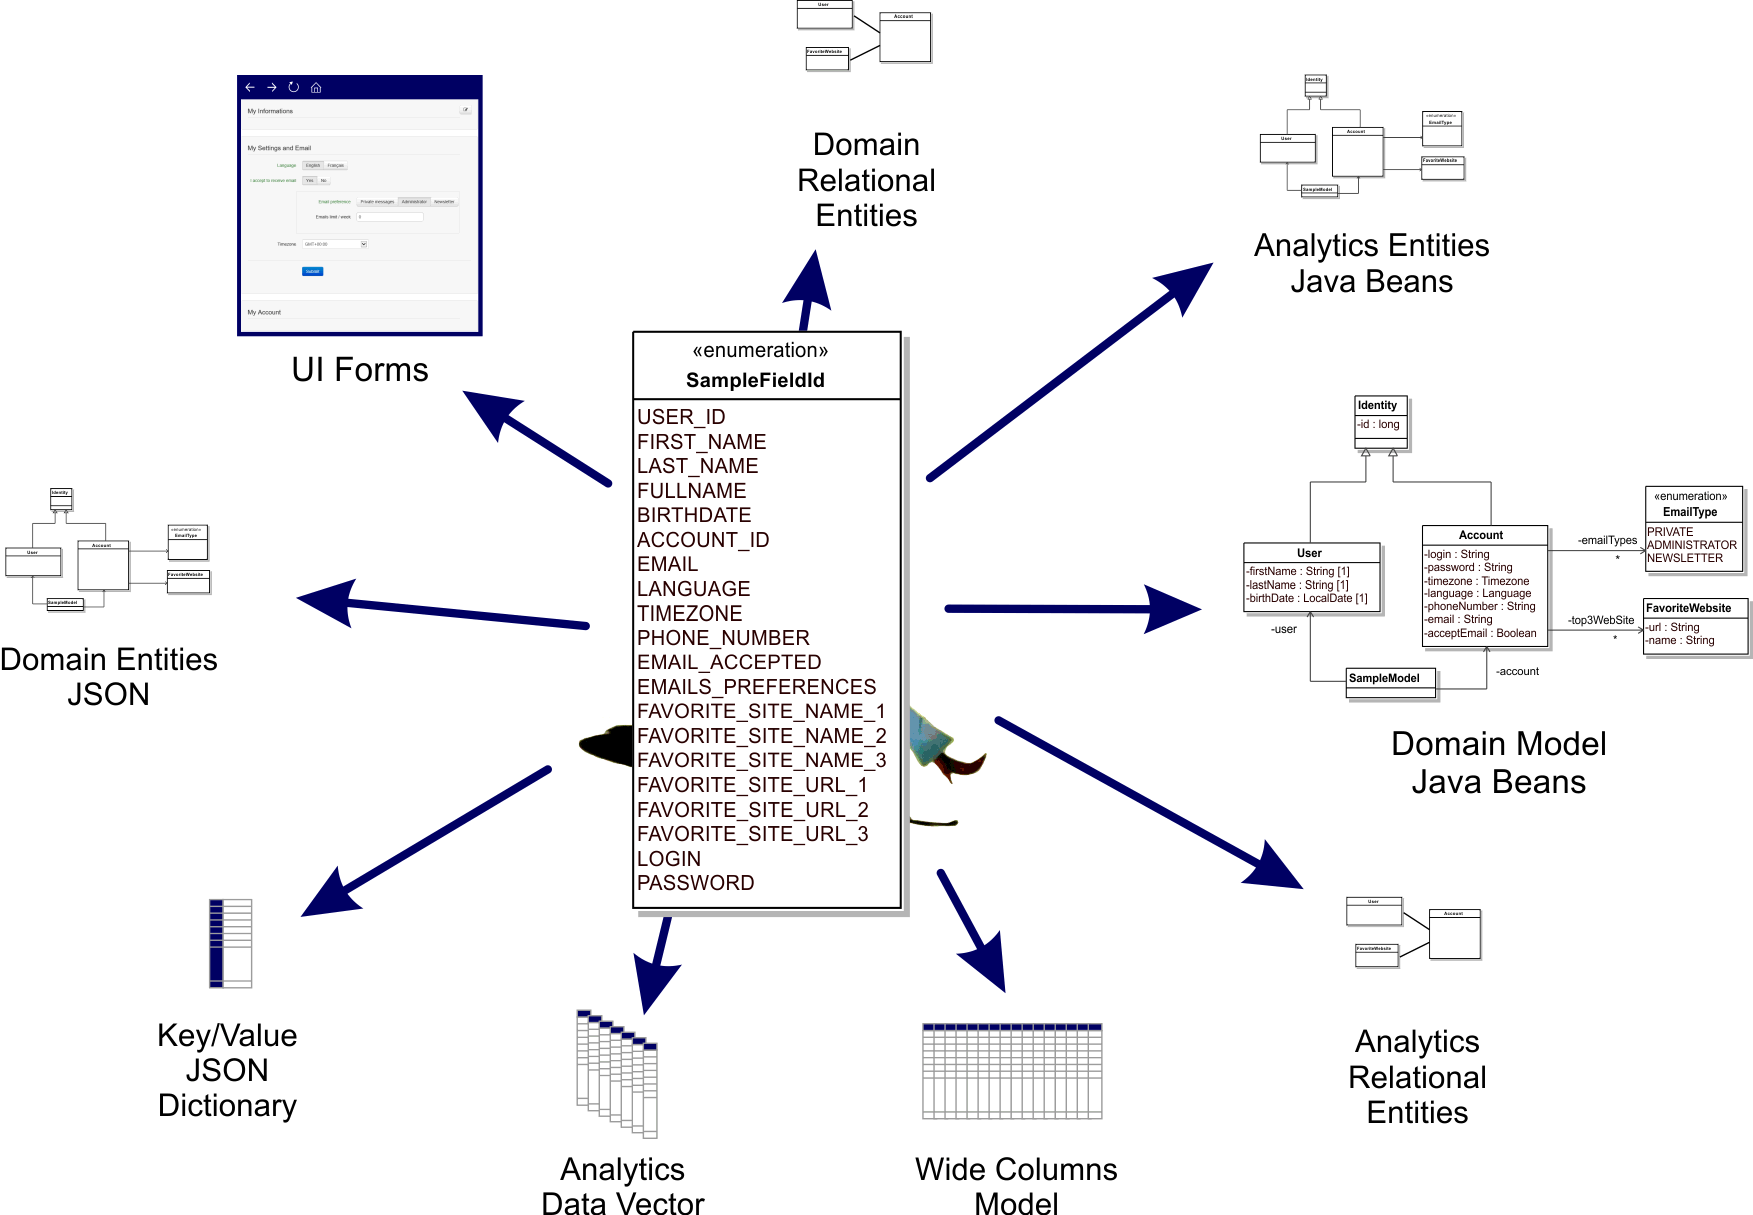 User
Account
FavoriteWebsite
Domain
Relational
Entities
My Informations
My Settings and Email
Language
English
Français
I accept to receive email
Yes
No
Email preference
Private messages
Administrator
Newsletter
Emails limit / week
Timezone
GMT+00:00
Submit
My Account
UI Forms
Identity
User
Account
«enumeration»
EmailType
FavoriteWebsite
SampleModel
Analytics Entities
Java Beans
«enumeration»
SampleFieldId
USER_ID
FIRST_NAME
LAST_NAME
FULLNAME
BIRTHDATE
ACCOUNT_ID
EMAIL
LANGUAGE
TIMEZONE
PHONE_NUMBER
EMAIL_ACCEPTED
EMAILS_PREFERENCES
FAVORITE_SITE_NAME_1
FAVORITE_SITE_NAME_2
FAVORITE_SITE_NAME_3
FAVORITE_SITE_URL_1
FAVORITE_SITE_URL_2
FAVORITE_SITE_URL_3
LOGIN
PASSWORD
Identity
-id : long
User
-firstName : String [1]
-lastName : String [1]
-birthDate : LocalDate [1]
Account
-login : String
-password : String
-timezone : Timezone
-language : Language
-phoneNumber : String
-email : String
-acceptEmail : Boolean
-emailTypes
*
«enumeration»
EmailType
PRIVATE
ADMINISTRATOR
NEWSLETTER
-top3WebSite
*
FavoriteWebsite
-url : String
-name : String
-user
-account
SampleModel
Domain Model
Java Beans
Identity
User
Account
«enumeration»
EmailType
FavoriteWebsite
SampleModel
Domain Entities
JSON
Key/Value
JSON
Dictionary
Analytics
Data Vector
Wide Columns
Model
User
Account
FavoriteWebsite
Analytics
Relational
Entities